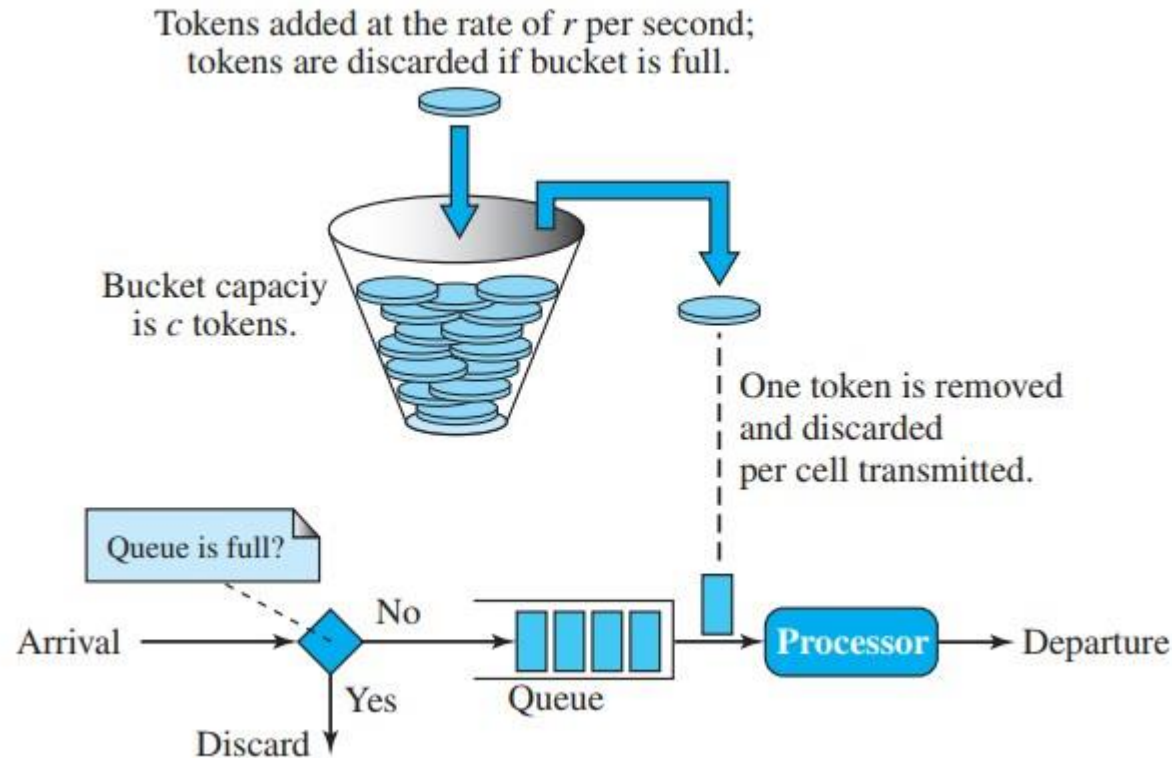 Tokens added at the rate of r per second;
tokens are discarded if bucket is full.
Bucket capaciy
is c tokens.
One token is removed
and discarded
per cell transmitted.
Queue is full?
Arrival
No
Yes
Discard
Queue
Processor
Departure